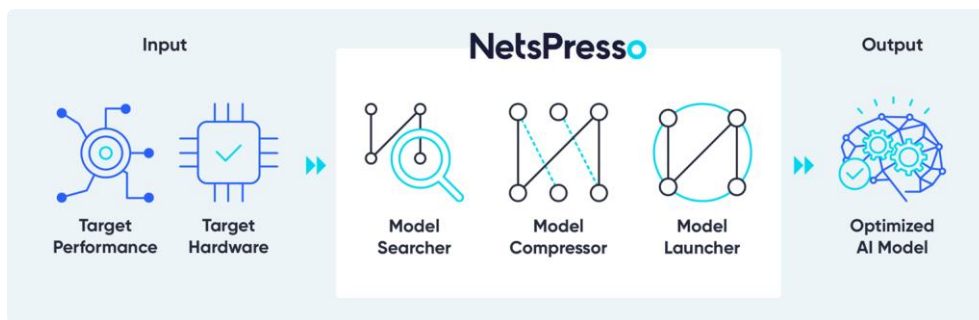 Input
NetsPresso
Output
Target
Performance
Target
Hardware
Model
Searcher
Model
Compressor
Model
Launcher
Optimized
AI Model